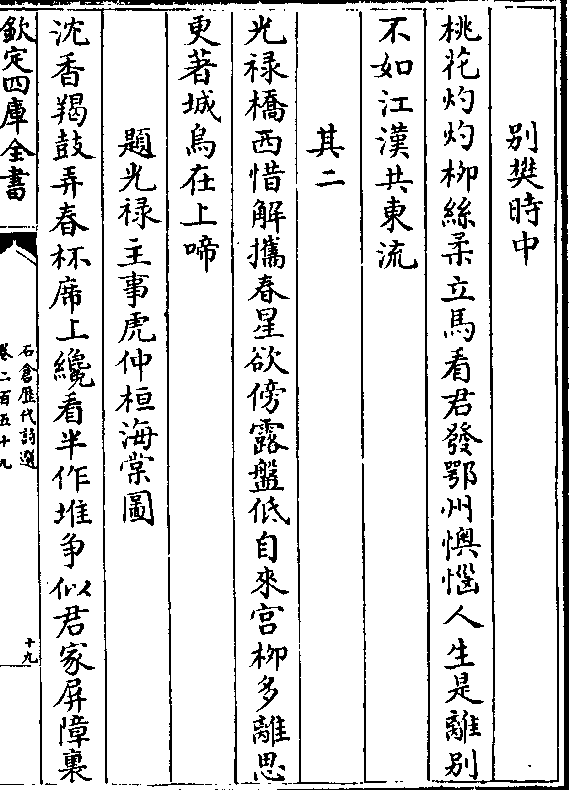 别樊時中
桃花灼灼柳絲柔立馬看君發鄂州懊惱人生是離别
不如江漢共東流
其二
光禄橋西惜解攜春星欲傍露盤低自來宫柳多離思
更著城烏在上啼
題光禄主事虎仲桓海棠圖
沈香羯鼓弄春杯席上纔看半作堆争似君家屏障裏
欽定四庫全書
石倉歷代詩選
卷二百五十九
十九